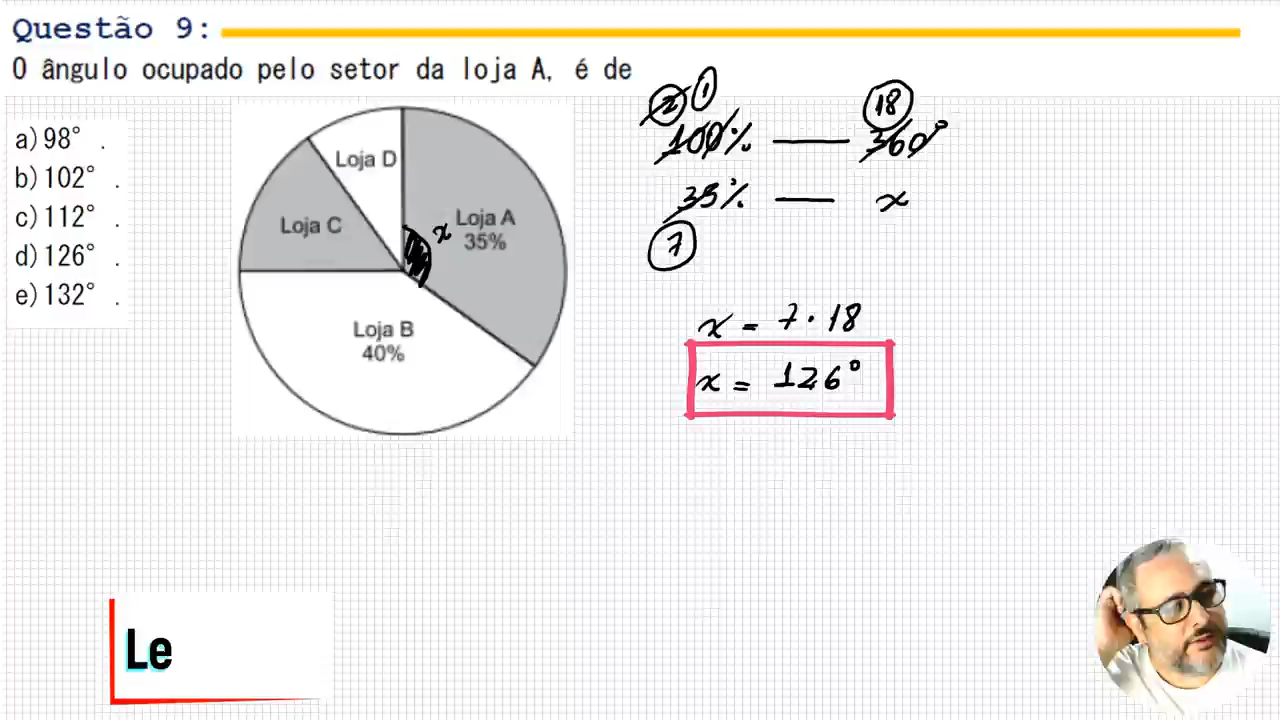 Questão 9:
O ângulo ocupado pelo setor da loja A, é de
a) 98° .
b) 102° .
c) 112° .
d) 126° .
e) 132° .
Loja D
Loja C
Loja A
35%
Loja B
40%
x
2 1 18
100% — 360°
35% — x
7
x = 7 · 18
x = 126°
Le